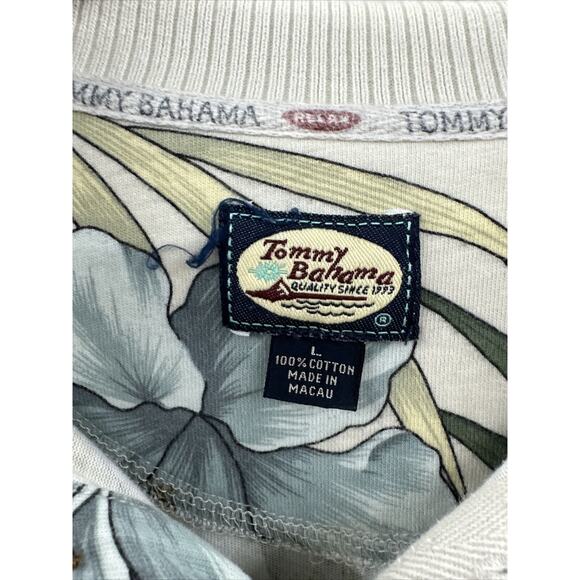 MMY BAHAMA RELAX TOMMY
Tommy
Bahama
QUALITY SINCE 1993
®
L.
100% COTTON
MADE IN
MACAU